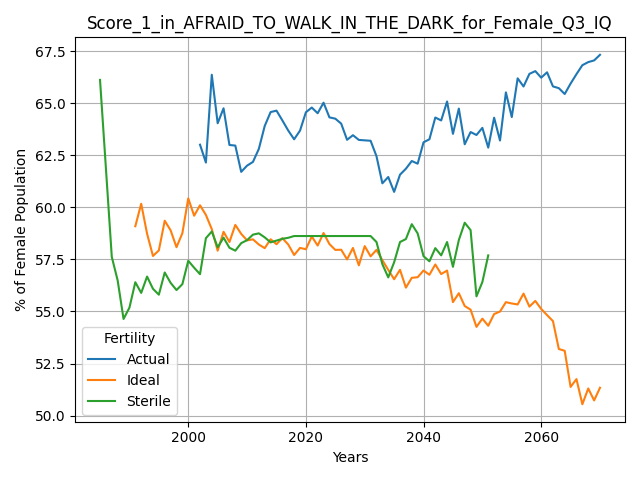 Score_1_in_AFRAID_TO_WALK_IN_THE_DARK_for_Female_Q3_IQ
67.5
65.0
62.5
60.0
57.5
55.0
52.5
50.0
% of Female Population
Fertility
Actual
Ideal
Sterile
2000
2020
2040
2060
Years